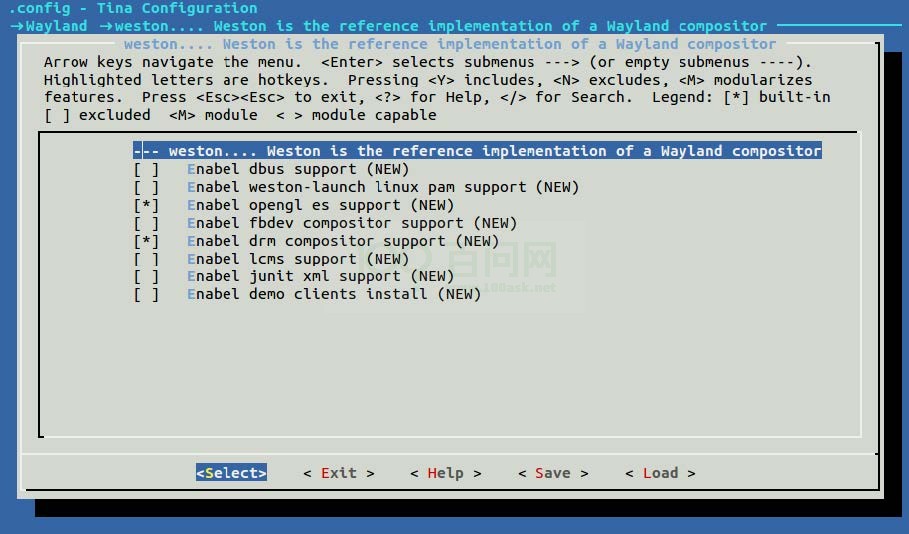 .config - Tina Configuration
→Wayland →weston.... Weston is the reference implementation of a Wayland compositor
weston.... Weston is the reference implementation of a Wayland compositor
Arrow keys navigate the menu. <Enter> selects submenus ---> (or empty submenus ----).
Highlighted letters are hotkeys. Pressing <Y> includes, <N> excludes, <M> modularizes
features. Press <Esc><Esc> to exit, <?> for Help, </> for Search. Legend: [*] built-in
[ ] excluded <M> module < > module capable
--- weston.... Weston is the reference implementation of a Wayland compositor
[ ] Enabel dbus support (NEW)
[ ] Enabel weston-launch linux pam support (NEW)
[*] Enabel opengl es support (NEW)
[ ] Enabel fbdev compositor support (NEW)
[*] Enabel drm compositor support (NEW)
[ ] Enabel lcms support (NEW)
百问网
[ ] Enabel junit xml support (NEW)
[ ] Enabel demo clients install (NEW)
<Select> < Exit > < Help > < Save > < Load >